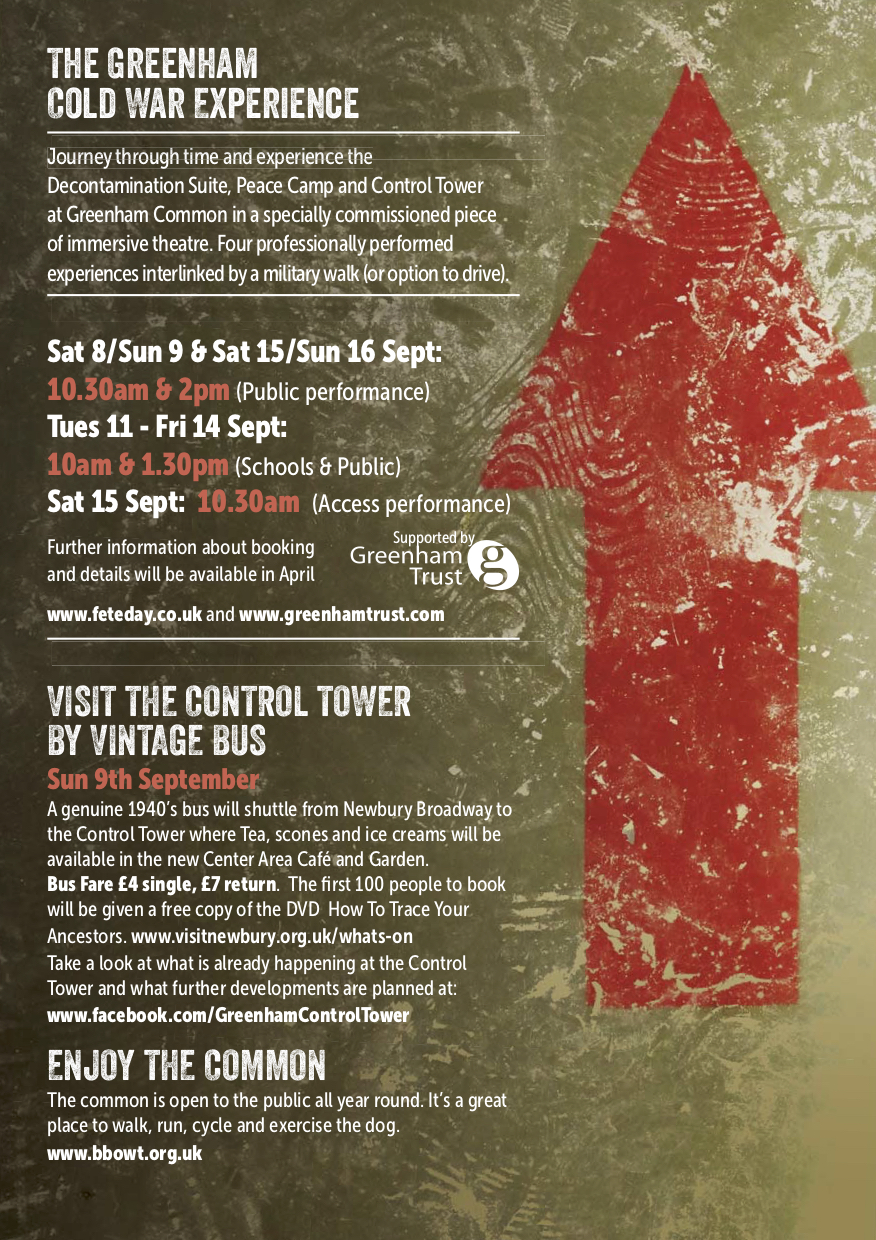 THE GREENHAM
COLD WAR EXPERIENCE
Journey through time and experience the
Decontamination Suite, Peace Camp and Control Tower
at Greenham Common in a specially commissioned piece
of immersive theatre. Four professionally performed
experiences interlinked by a military walk (or option to drive).
Sat 8/Sun 9 & Sat 15/Sun 16 Sept:
10.30am & 2pm (Public performance)
Tues 11 - Fri 14 Sept:
10am & 1.30pm (Schools & Public)
Sat 15 Sept: 10.30am (Access performance)
Further information about booking
and details will be available in April
Supported by
Greenham
Trust
g
www.feteday.co.uk and www.greenhamtrust.com
VISIT THE CONTROL TOWER
BY VINTAGE BUS
Sun 9th September
A genuine 1940's bus will shuttle from Newbury Broadway to
the Control Tower where Tea, scones and ice creams will be
available in the new Center Area Café and Garden.
Bus Fare £4 single, £7 return. The first 100 people to book
will be given a free copy of the DVD How To Trace Your
Ancestors. www.visitnewbury.org.uk/whats-on
Take a look at what is already happening at the Control
Tower and what further developments are planned at:
www.facebook.com/GreenhamControlTower
ENJOY THE COMMON
The common is open to the public all year round. It's a great
place to walk, run, cycle and exercise the dog.
www.bbowt.org.uk